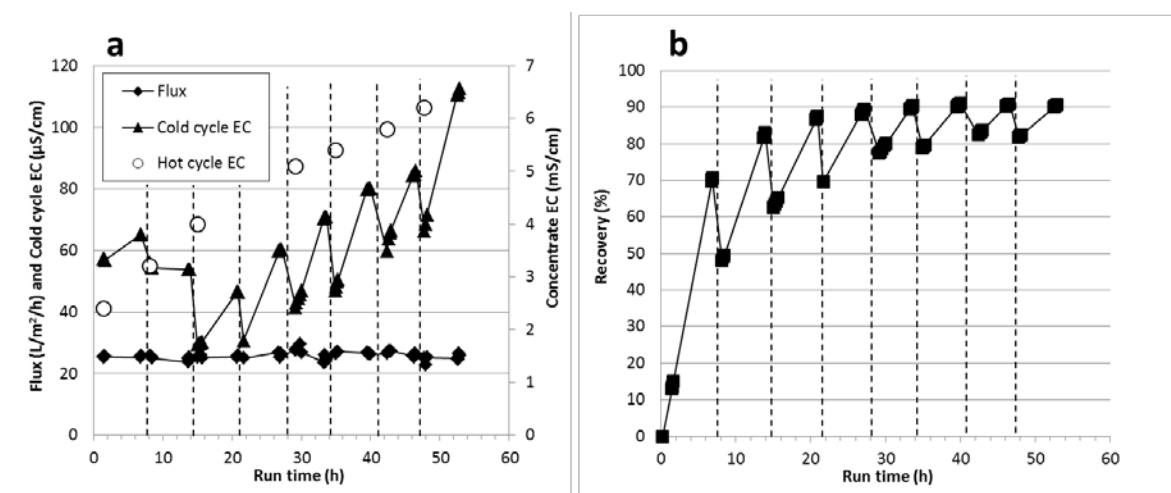 a
120
100
80
60
40
20
0
Flux (L/m²/h) and Cold cycle EC (µS/cm)
Flux
Cold cycle EC
Hot cycle EC
7
6
5
4
3
2
1
0
Concentrate EC (mS/cm)
0 10 20 30 40 50 60
Run time (h)
b
100
90
80
70
60
50
40
30
20
10
0
Recovery (%)
0 10 20 30 40 50 60
Run time (h)